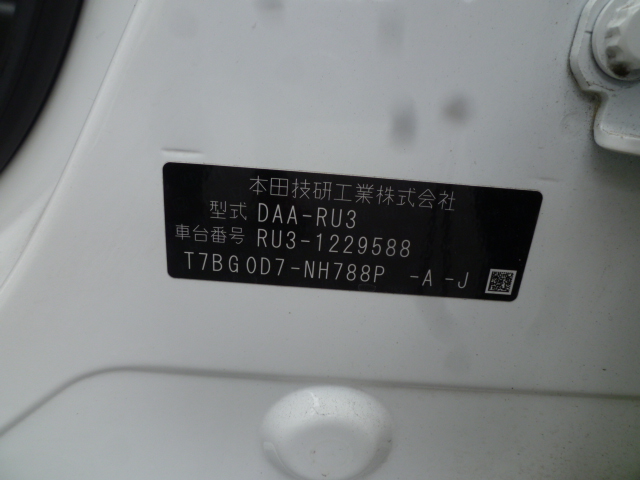 本田技研工業株式会社
型式 DAA-RU3
車台番号 RU3-1229588
T7BG0D7-NH788P -A -J